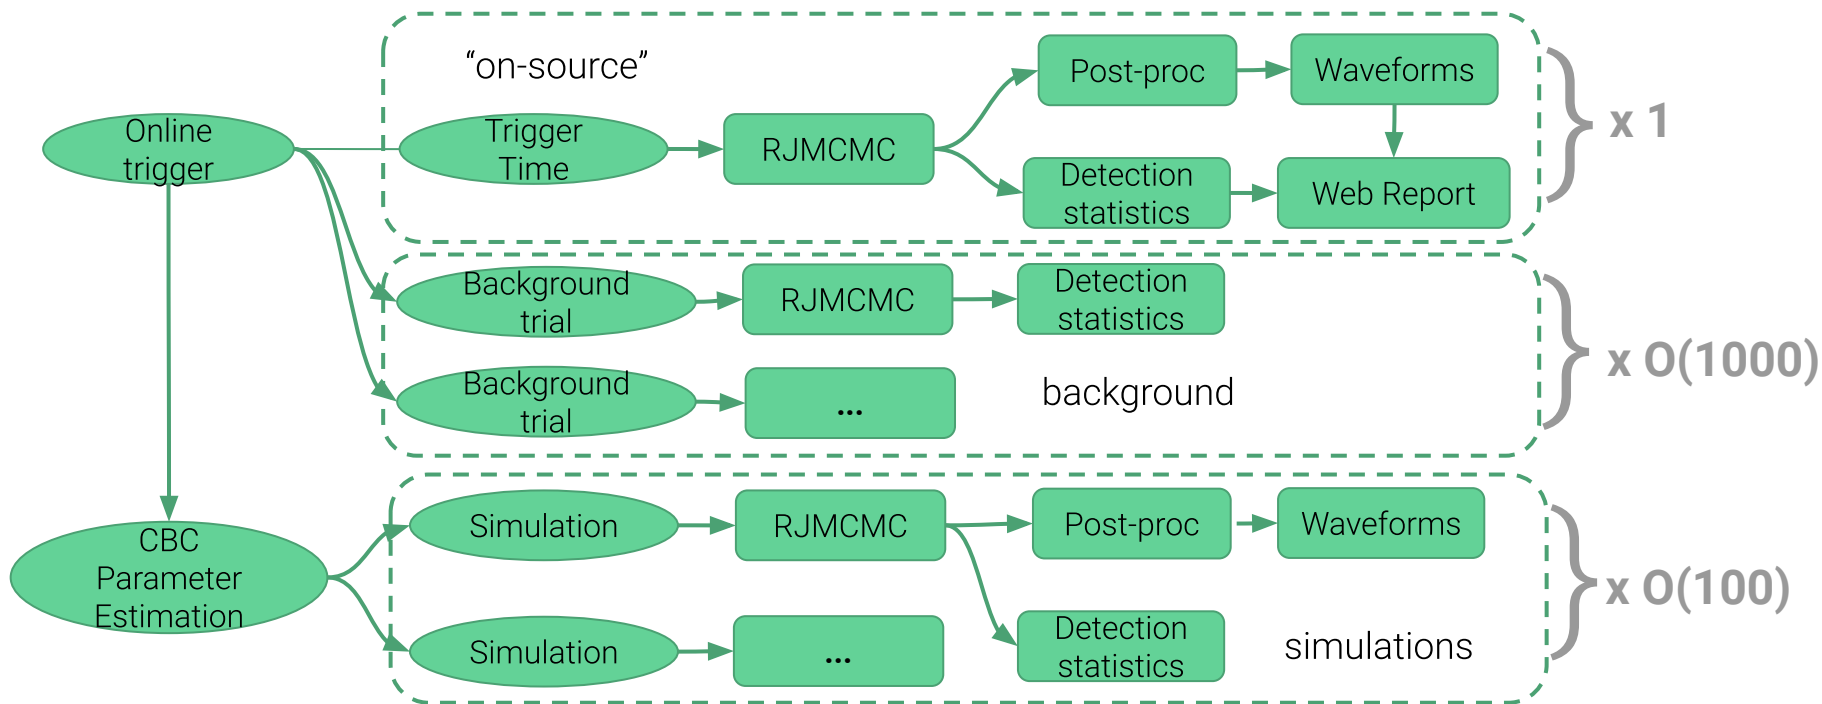 “on-source”
Online
trigger
Trigger
Time
RJMCMC
Post-proc
Waveforms
Detection
statistics
Web Report
x 1
Background
trial
RJMCMC
Detection
statistics
Background
trial
...
background
x O(1000)
CBC
Parameter
Estimation
Simulation
RJMCMC
Post-proc
Waveforms
Simulation
...
Detection
statistics
simulations
x O(100)